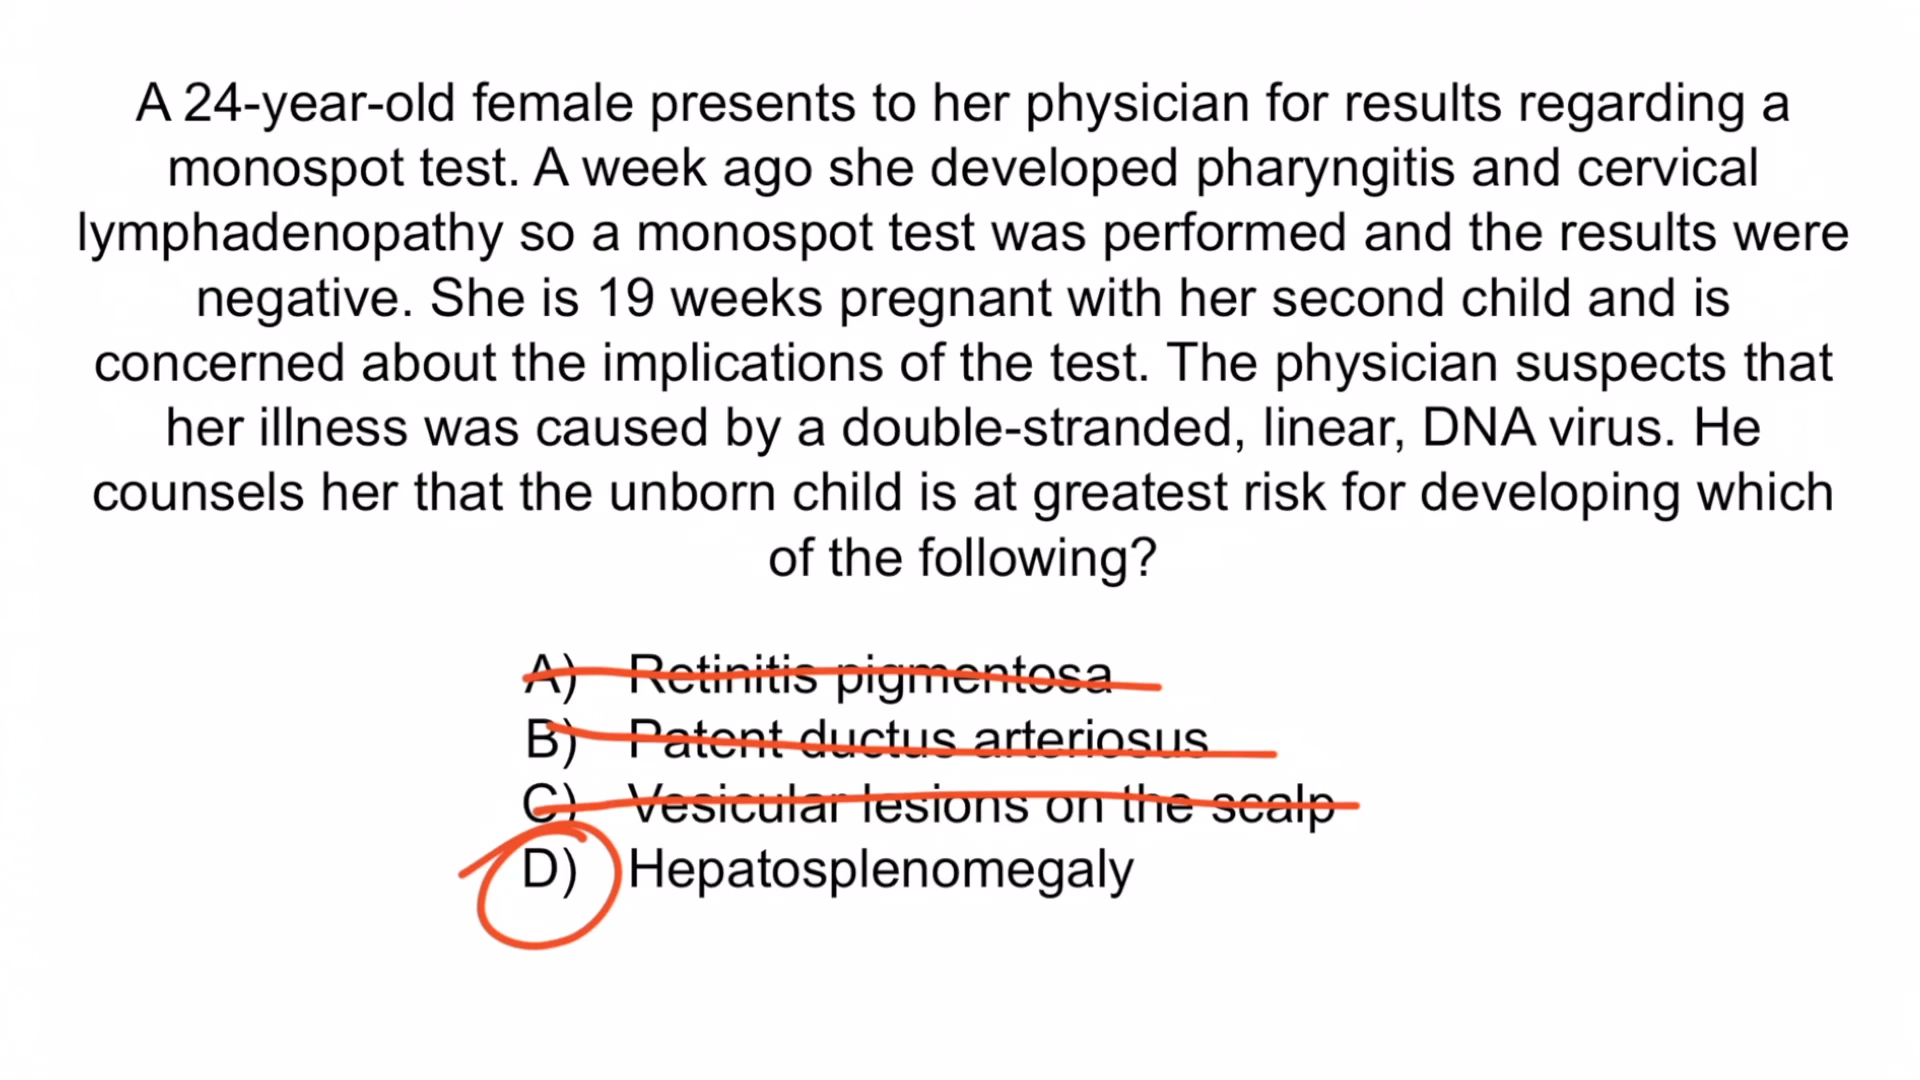 A 24-year-old female presents to her physician for results regarding a
monospot test. A week ago she developed pharyngitis and cervical
lymphadenopathy so a monospot test was performed and the results were
negative. She is 19 weeks pregnant with her second child and is
concerned about the implications of the test. The physician suspects that
her illness was caused by a double-stranded, linear, DNA virus. He
counsels her that the unborn child is at greatest risk for developing which
of the following?
A) Retinitis pigmentosa
B) Patent ductus arteriosus
C) Vesicular lesions on the scalp
D) Hepatosplenomegaly